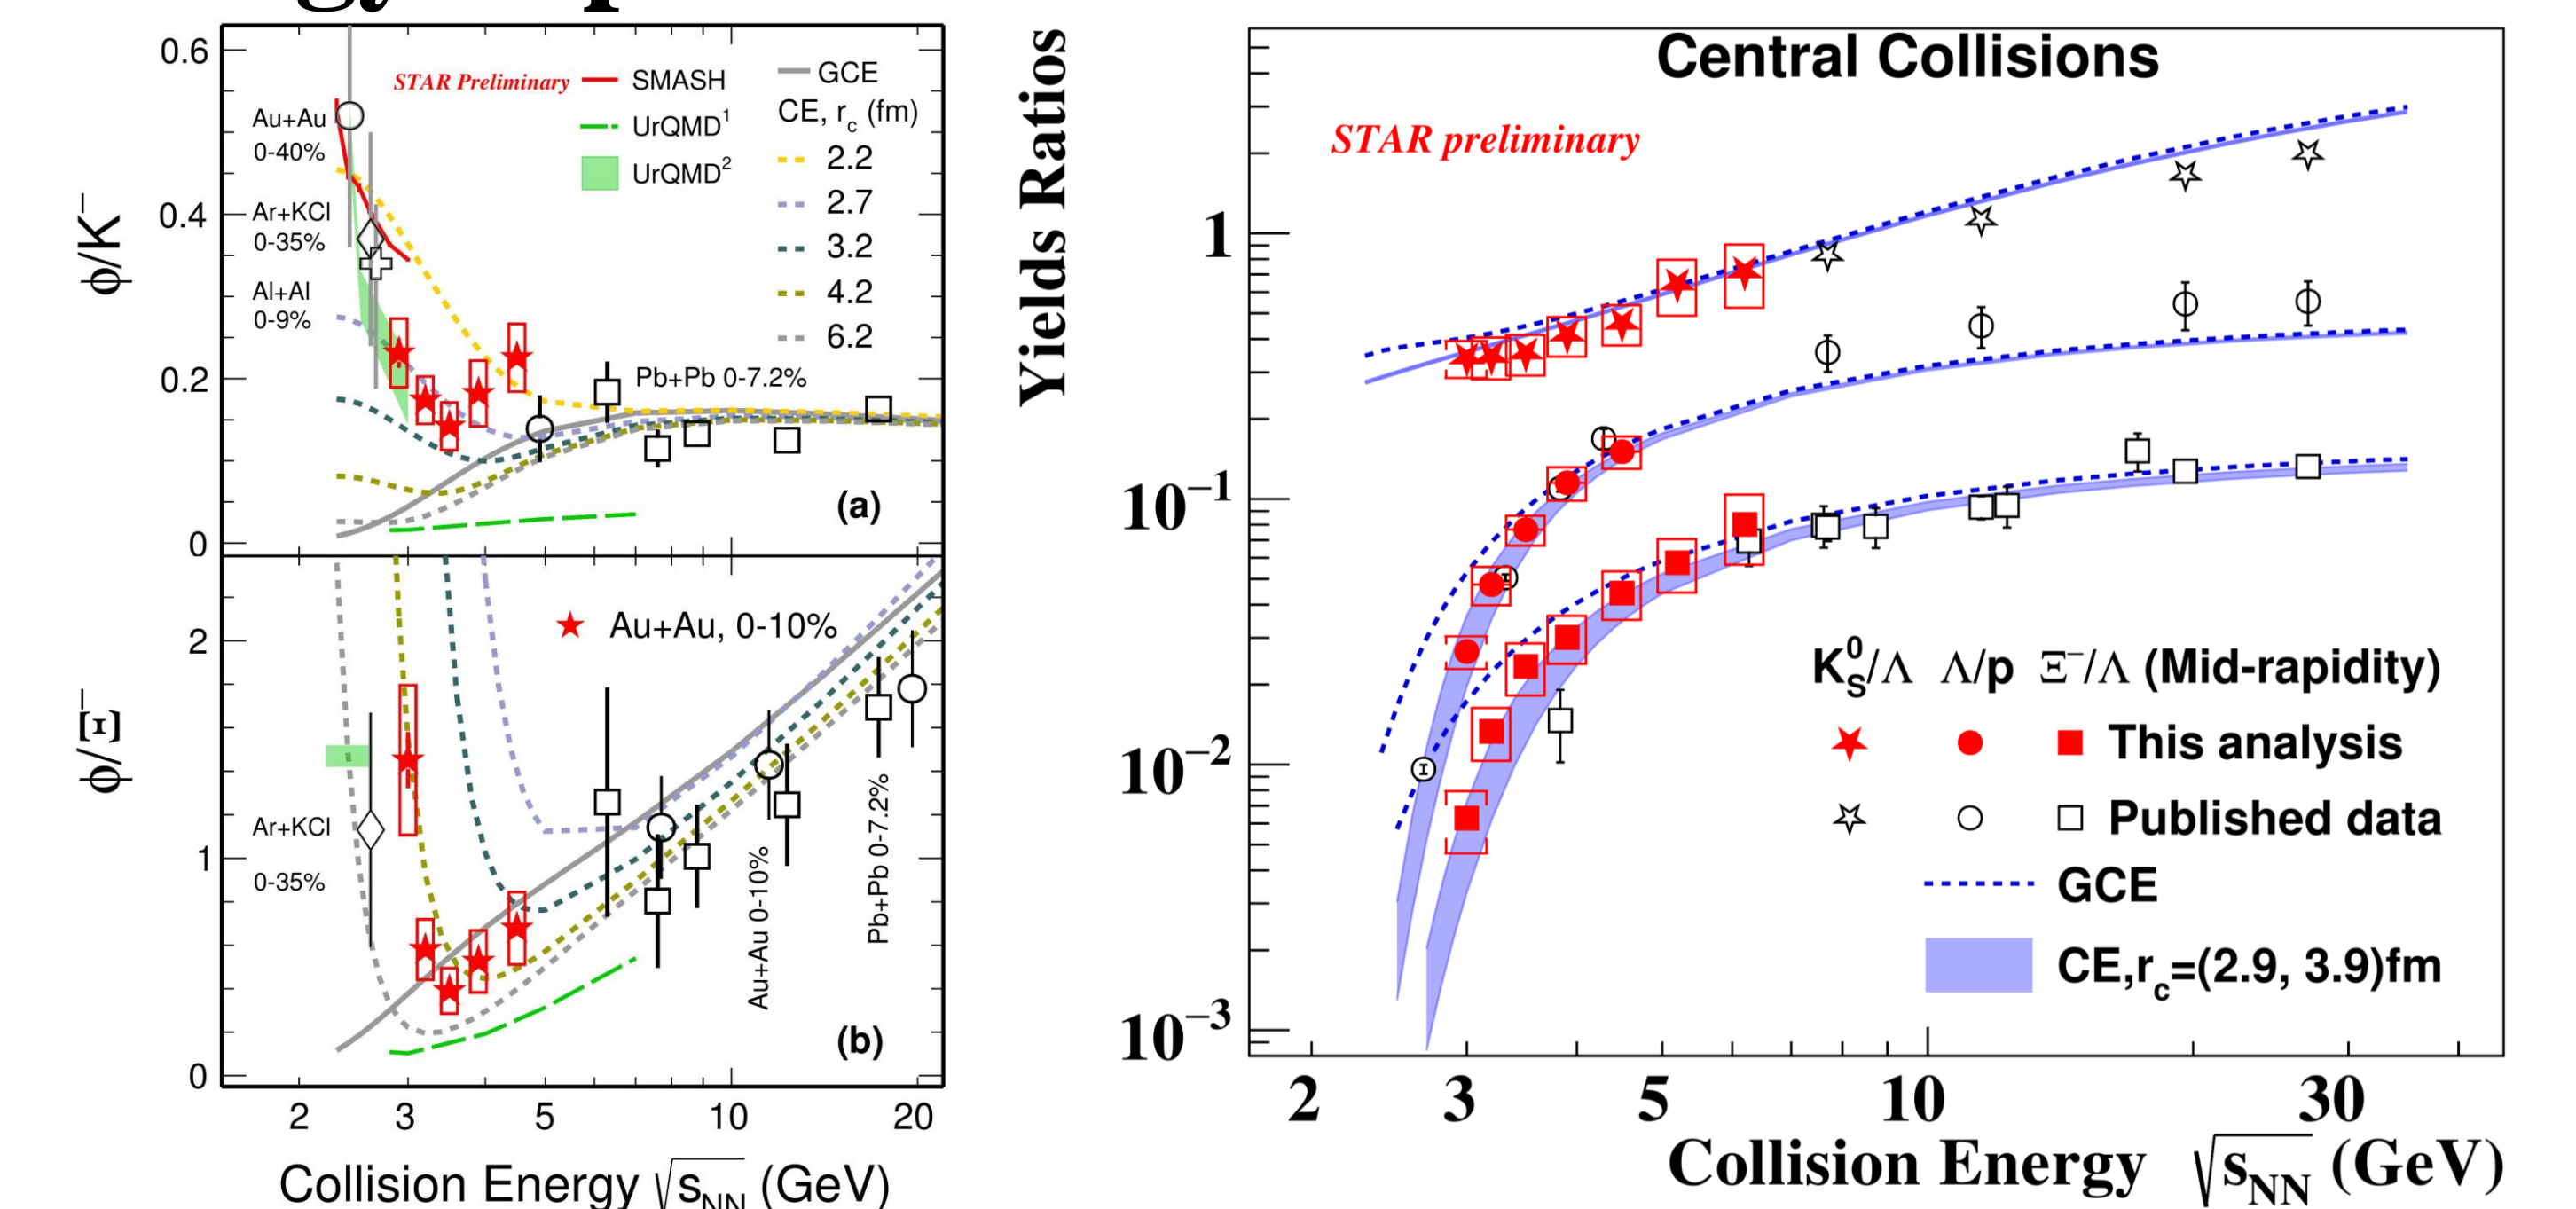 0.6
0.4
0.2
0
ϕ/K⁻
STAR Preliminary
SMASH
UrQMD¹
UrQMD²
GCE
CE, r_c (fm)
2.2
2.7
3.2
4.2
6.2
Au+Au
0-40%
Ar+KCl
0-35%
Al+Al
0-9%
Pb+Pb 0-7.2%
(a)
2
1
0
ϕ/Ξ⁻
Au+Au, 0-10%
Ar+KCl
0-35%
Au+Au 0-10%
Pb+Pb 0-7.2%
(b)
2 3 5 10 20
Collision Energy √s_NN (GeV)
Yields Ratios
Central Collisions
STAR preliminary
1
10⁻¹
10⁻²
10⁻³
K⁰_S/Λ Λ/p Ξ⁻/Λ (Mid-rapidity)
This analysis
Published data
GCE
CE,r_c=(2.9, 3.9)fm
2 3 5 10 30
Collision Energy √s_NN (GeV)